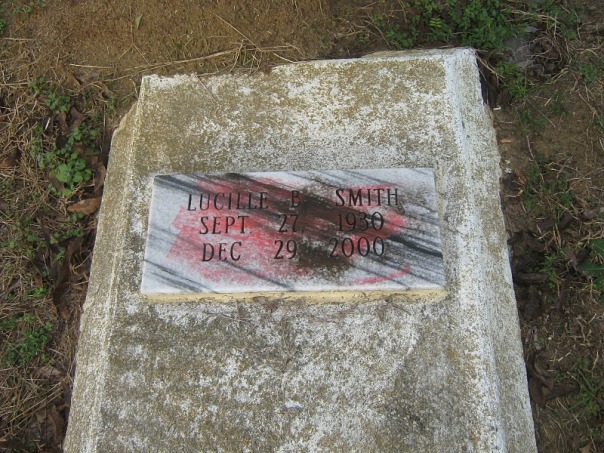 LUCILLE B SMITH
SEPT 27 1930
DEC 29 2000